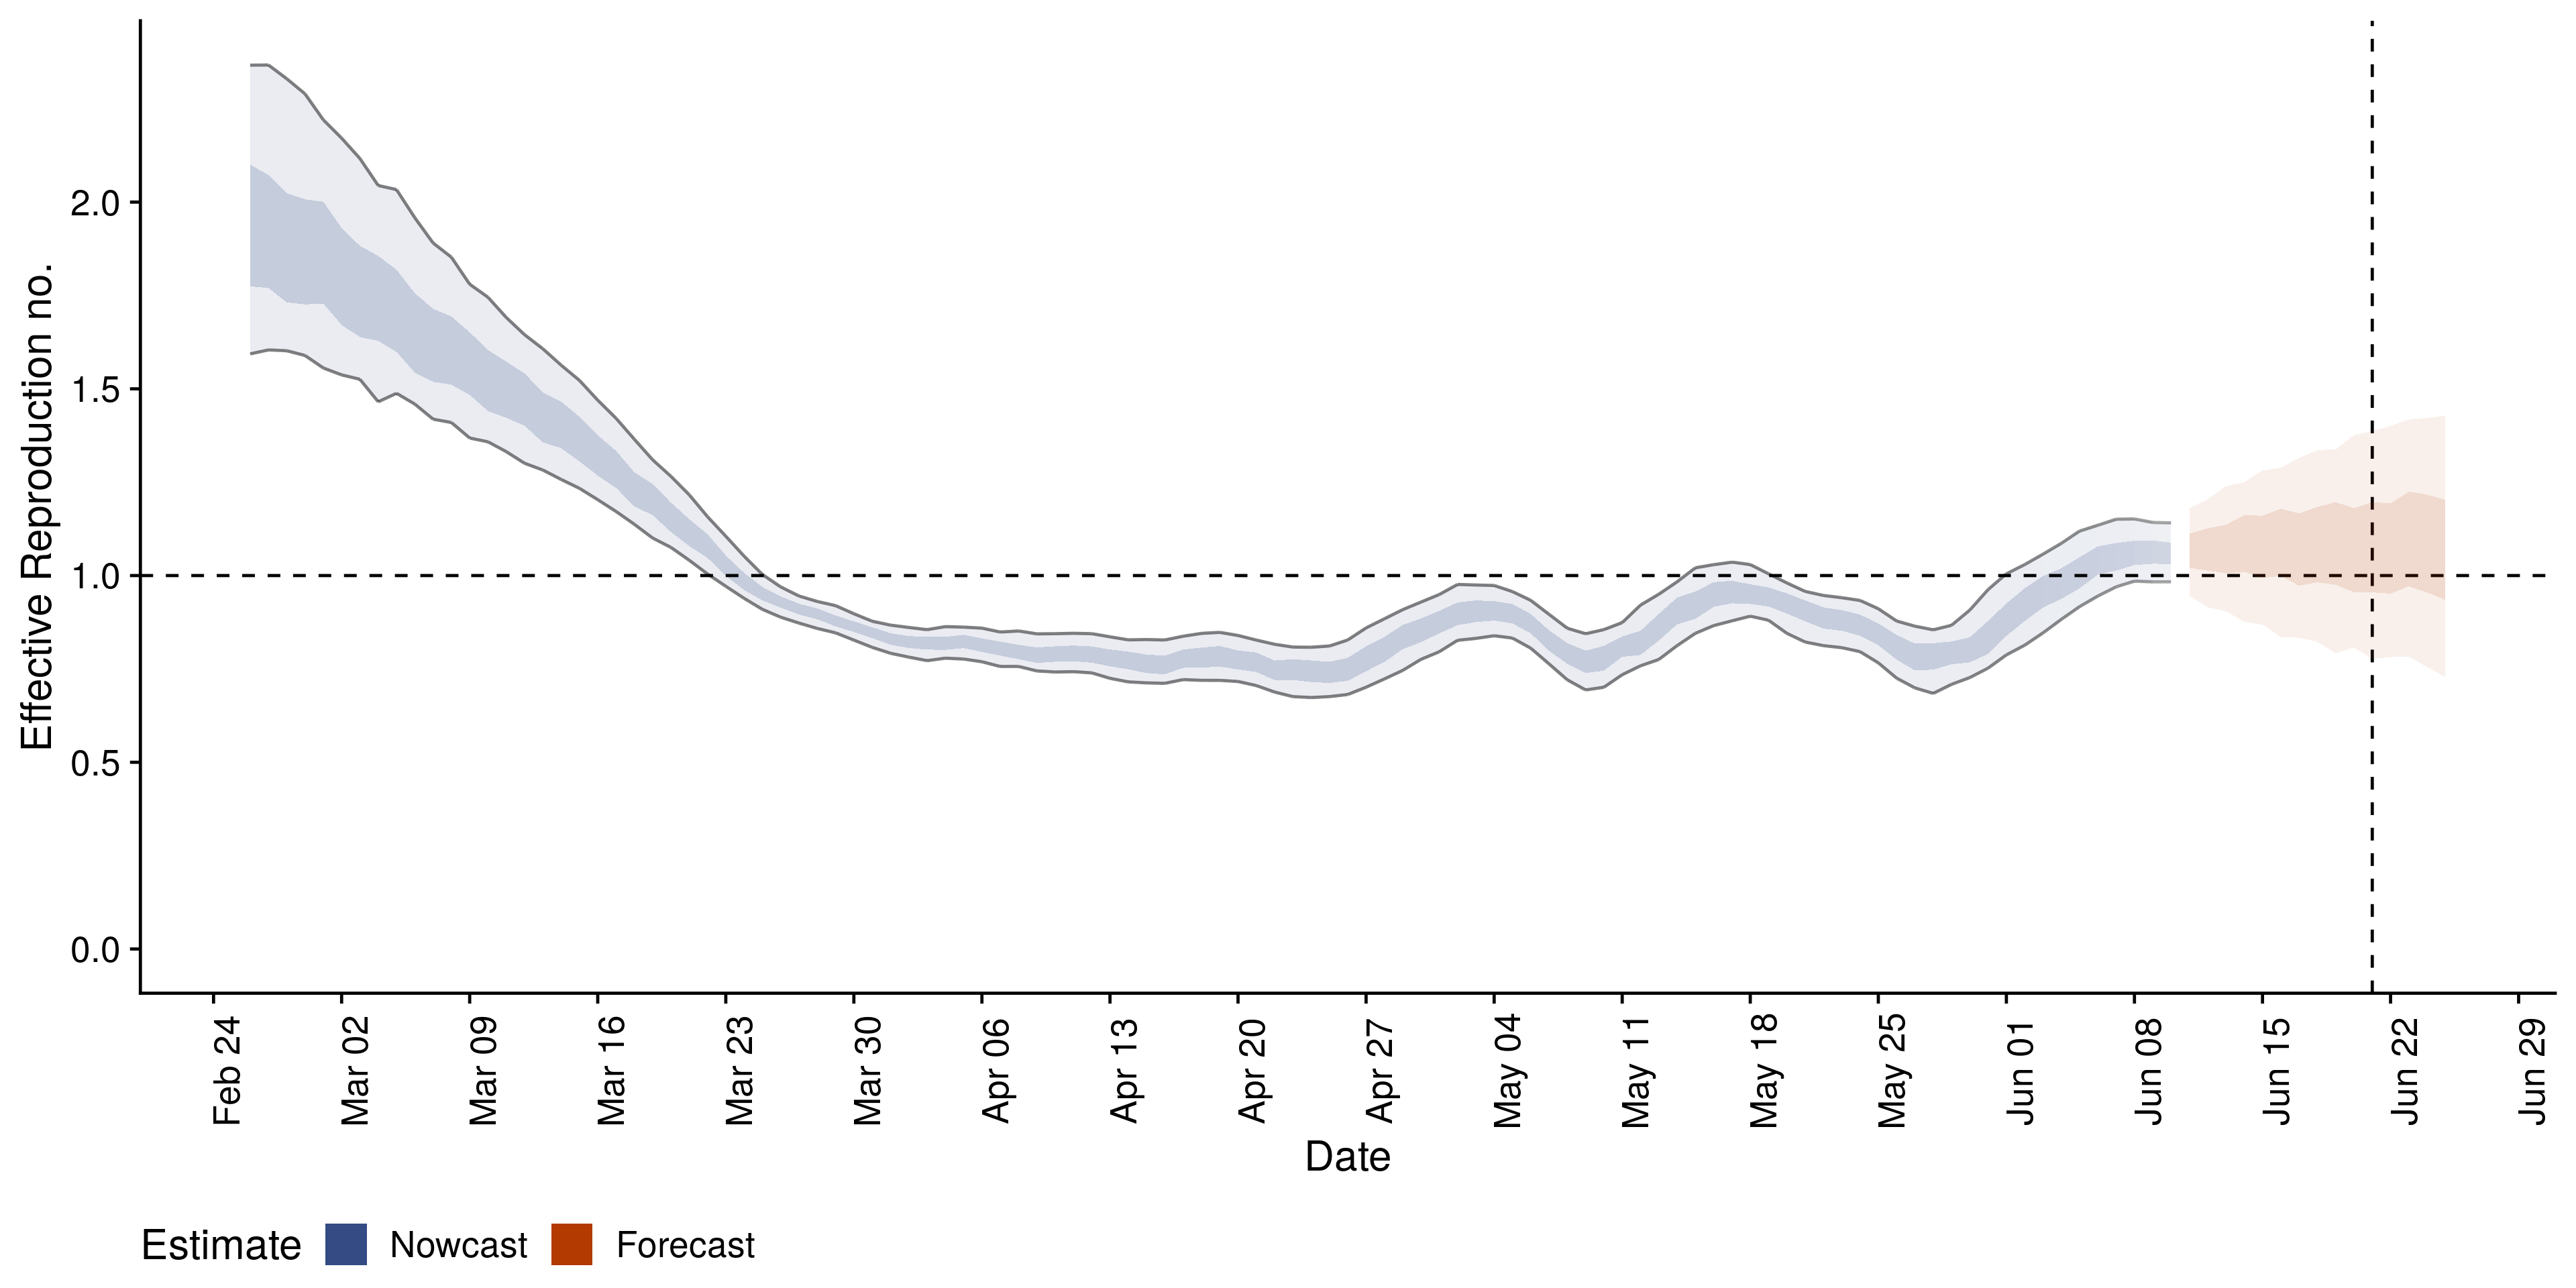 Effective Reproduction no.
2.0
1.5
1.0
0.5
0.0
Feb 24
Mar 02
Mar 09
Mar 16
Mar 23
Mar 30
Apr 06
Apr 13
Apr 20
Apr 27
May 04
May 11
May 18
May 25
Jun 01
Jun 08
Jun 15
Jun 22
Jun 29
Date
Estimate Nowcast Forecast